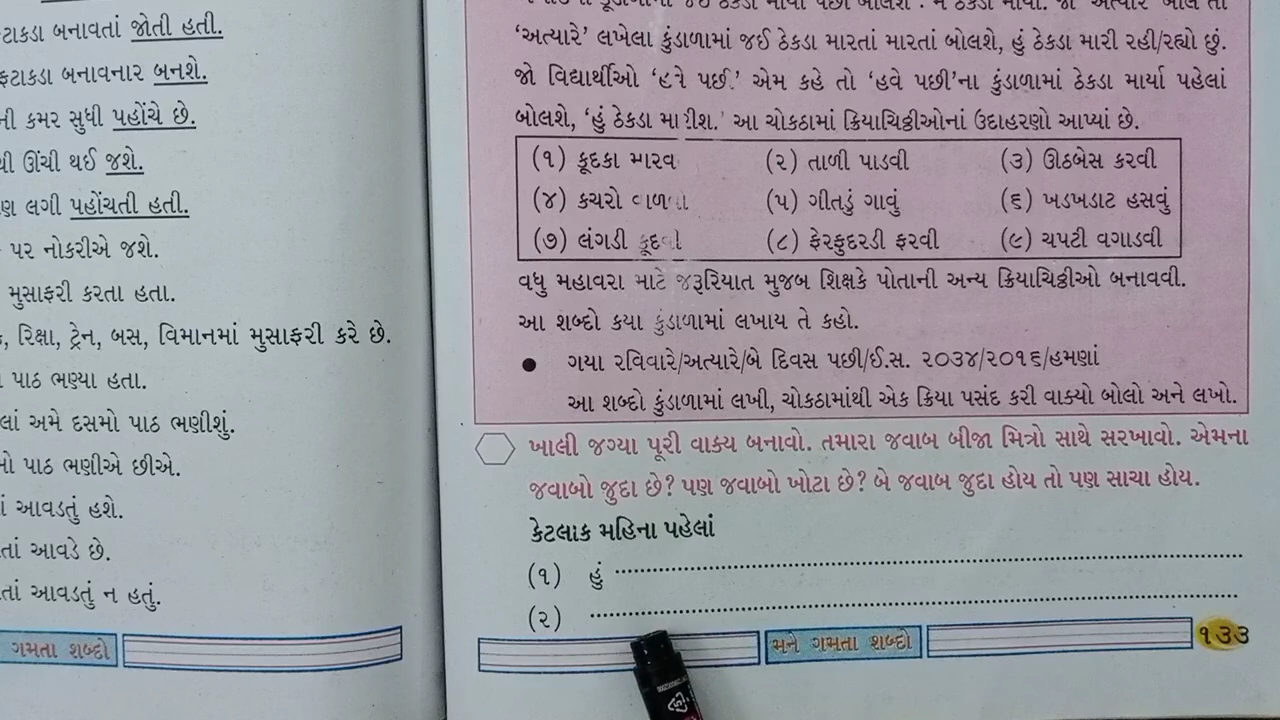 ટાકડા બનાવતાં જોતી હતી.
ફટાકડા બનાવનાર બનશે.
કમર સુધી પહોંચે છે.
ઊંચી થઈ જશે.
લગી પહોંચતી હતી.
પર નોકરીએ જશે.
મુસાફરી કરતા હતા.
રિક્ષા, ટ્રેન, બસ, વિમાનમાં મુસાફરી કરે છે.
પાઠ ભણ્યા હતા.
લાં અમે દસમો પાઠ ભણીશું.
પાઠ ભણીએ છીએ.
આવડતું હશે.
તાં આવડે છે.
તાં આવડતું ન હતું.
ગમતા શબ્દો
‘અત્યારે’ લખેલા કુંડાળામાં જઈ ઠેકડા મારતાં મારતાં બોલશે, હું ઠેકડા મારી રહી/રહ્યો છું.
જો વિદ્યાર્થીઓ ‘હવે પછી’ એમ કહે તો ‘હવે પછી’ના કુંડાળામાં ઠેકડા માર્યા પહેલાં
બોલશે, ‘હું ઠેકડા મારીશ.’ આ ચોકઠામાં ક્રિયાચિઠ્ઠીઓનાં ઉદાહરણો આપ્યાં છે.
(૧) કૂદકા મારવા (૨) તાળી પાડવી (૩) ઊઠબેસ કરવી
(૪) કચરો વાળવો (૫) ગીતડું ગાવું (૬) ખડખડાટ હસવું
(૭) લંગડી કૂદવી (૮) ફેરફુદરડી ફરવી (૯) ચપટી વગાડવી
વધુ મહાવરા માટે જરૂરિયાત મુજબ શિક્ષકે પોતાની અન્ય ક્રિયાચિઠ્ઠીઓ બનાવવી.
આ શબ્દો કયા કુંડાળામાં લખાય તે કહો.
● ગયા રવિવારે/અત્યારે/બે દિવસ પછી/ઈ.સ. ૨૦૩૪/૨૦૧૬/હમણાં
આ શબ્દો કુંડાળામાં લખી, ચોકઠામાંથી એક ક્રિયા પસંદ કરી વાક્યો બોલો અને લખો.
ખાલી જગ્યા પૂરી વાક્ય બનાવો. તમારા જવાબ બીજા મિત્રો સાથે સરખાવો. એમના
જવાબો જુદા છે? પણ જવાબો ખોટા છે? બે જવાબ જુદા હોય તો પણ સાચા હોય.
કેટલાક મહિના પહેલાં
(૧) હું ........................................
(૨) ........................................
મને ગમતા શબ્દો
૧૩૩